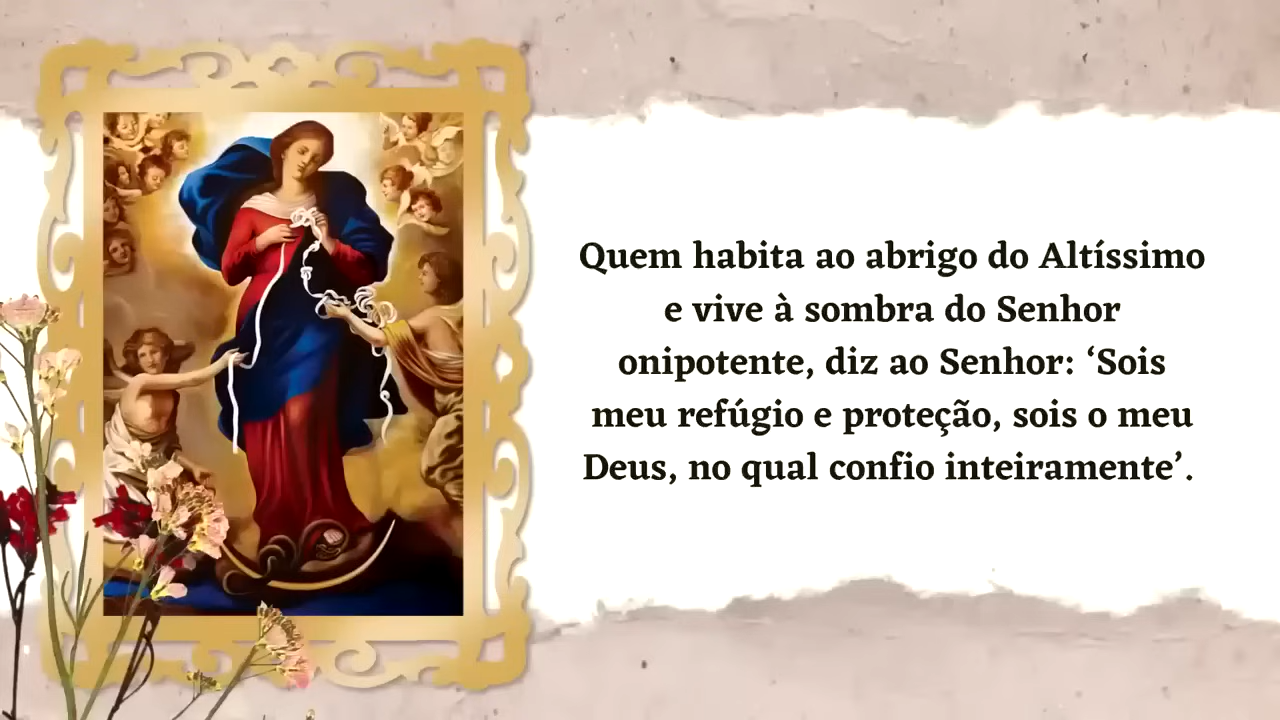 Quem habita ao abrigo do Altíssimo
e vive à sombra do Senhor
onipotente, diz ao Senhor: ‘Sois
meu refúgio e proteção, sois o meu
Deus, no qual confio inteiramente’.